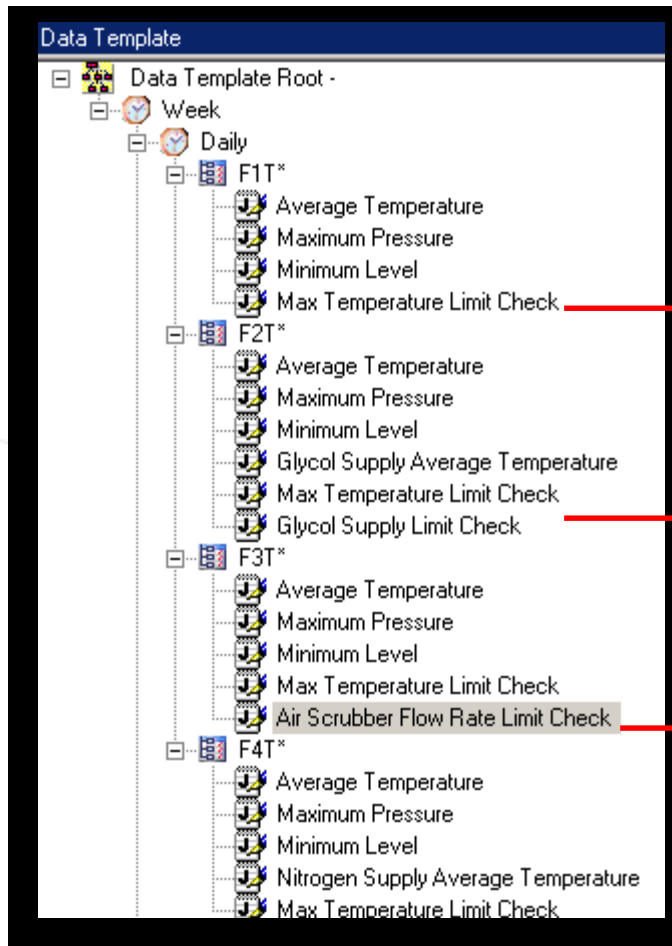 Data Template
Data Template Root -
Week
Daily
F1T*
Average Temperature
Maximum Pressure
Minimum Level
Max Temperature Limit Check
F2T*
Average Temperature
Maximum Pressure
Minimum Level
Glycol Supply Average Temperature
Max Temperature Limit Check
Glycol Supply Limit Check
F3T*
Average Temperature
Maximum Pressure
Minimum Level
Max Temperature Limit Check
Air Scrubber Flow Rate Limit Check
F4T*
Average Temperature
Maximum Pressure
Minimum Level
Nitrogen Supply Average Temperature
Max Temperature Limit Check